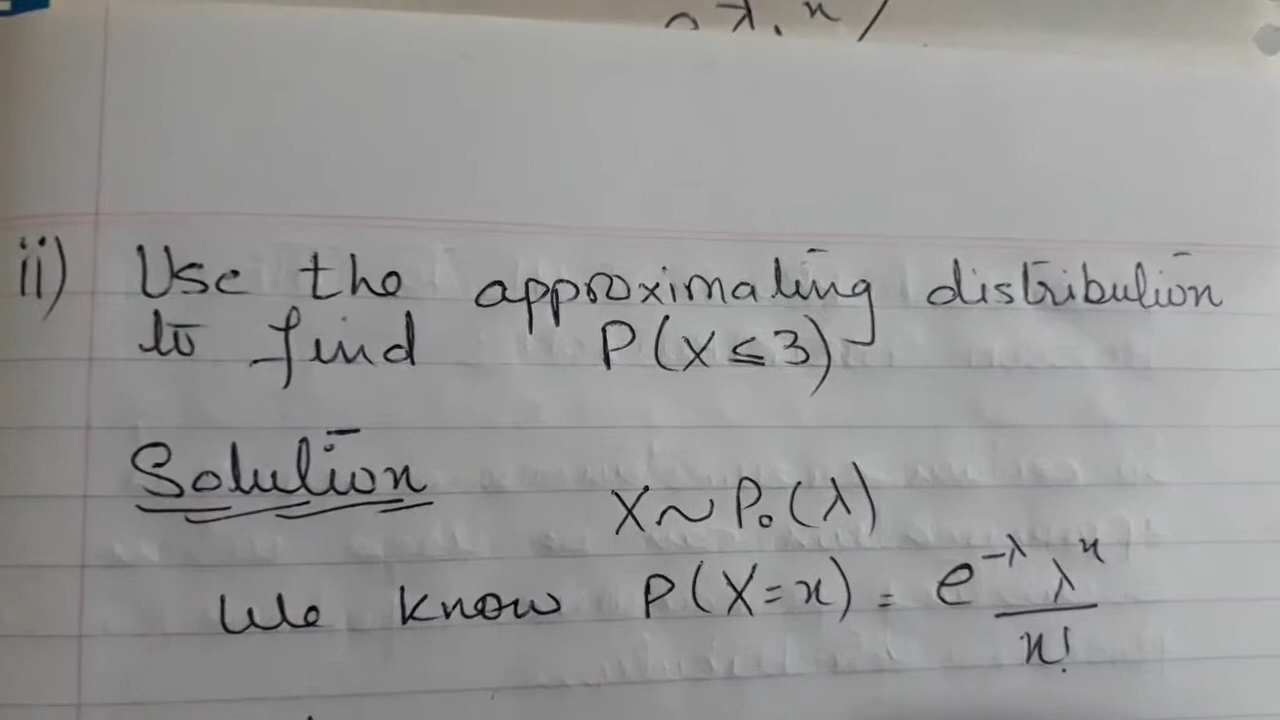 ii) Use the approximating distribution
to find P(X ≤ 3)
Solution
X ~ Po(λ)
We know P(X=x) = e^-λ λ^x / x!